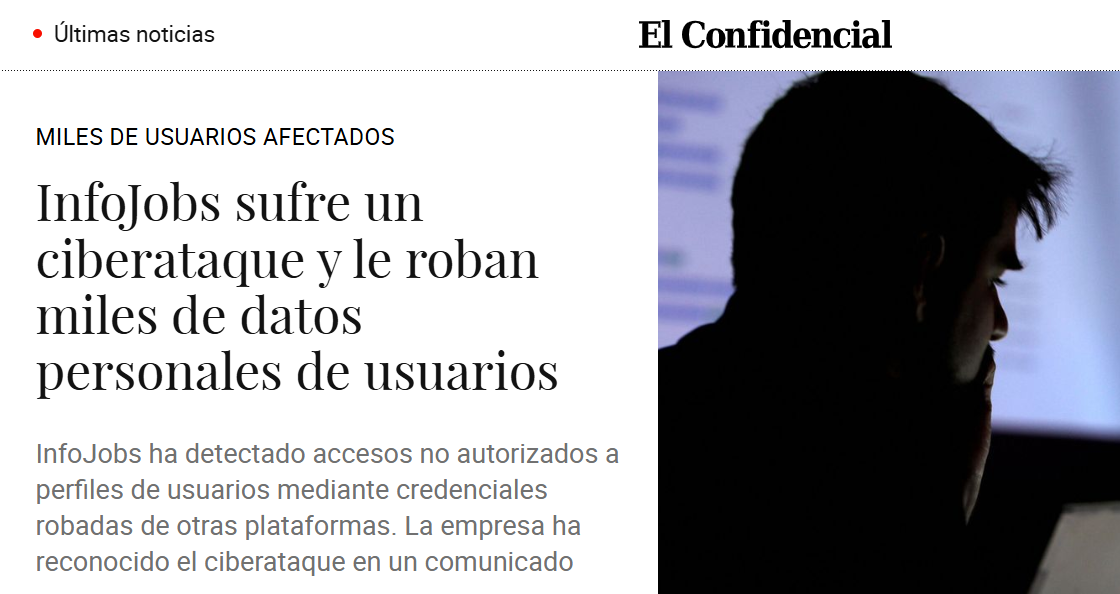 Últimas noticias
El Confidencial
MILES DE USUARIOS AFECTADOS
InfoJobs sufre un
ciberataque y le roban
miles de datos
personales de usuarios
InfoJobs ha detectado accesos no autorizados a
perfiles de usuarios mediante credenciales
robadas de otras plataformas. La empresa ha
reconocido el ciberataque en un comunicado